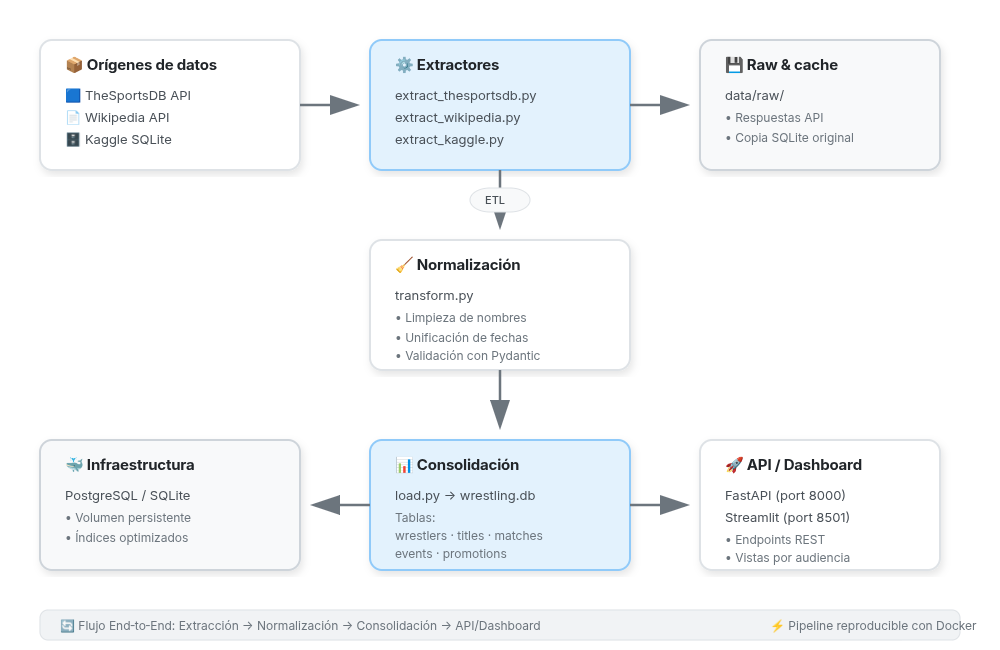 📦 Orígenes de datos
🟦 TheSportsDB API
📄 Wikipedia API
🗄️ Kaggle SQLite
⚙️ Extractores
extract_thesportsdb.py
extract_wikipedia.py
extract_kaggle.py
💾 Raw & cache
data/raw/
• Respuestas API
• Copia SQLite original
ETL
🧹 Normalización
transform.py
• Limpieza de nombres
• Unificación de fechas
• Validación con Pydantic
🐳 Infraestructura
PostgreSQL / SQLite
• Volumen persistente
• Índices optimizados
📊 Consolidación
load.py → wrestling.db
Tablas:
wrestlers · titles · matches
events · promotions
🚀 API / Dashboard
FastAPI (port 8000)
Streamlit (port 8501)
• Endpoints REST
• Vistas por audiencia
🔄 Flujo End-to-End: Extracción → Normalización → Consolidación → API/Dashboard
⚡ Pipeline reproducible con Docker